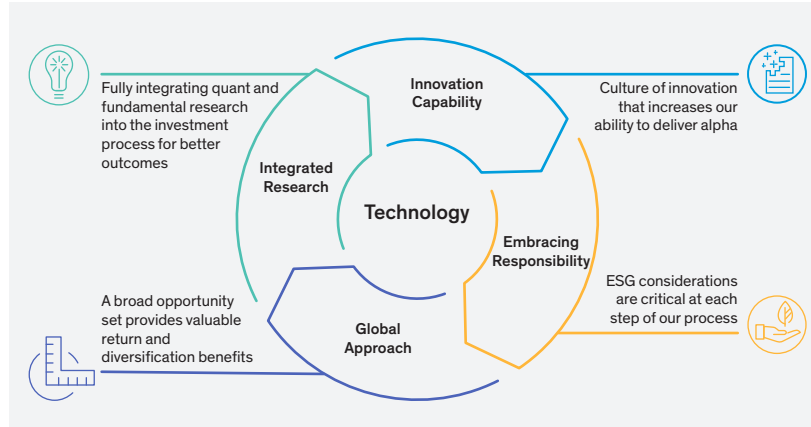 Innovation
Capability
Fully integrating quant and
fundamental research
into the investment
process for better
outcomes
Culture of innovation
that increases our
ability to deliver alpha
Integrated
Research
Technology
Embracing
Responsibility
A broad opportunity
set provides valuable
return and
diversification benefits
ESG considerations
are critical at each
step of our process
Global
Approach